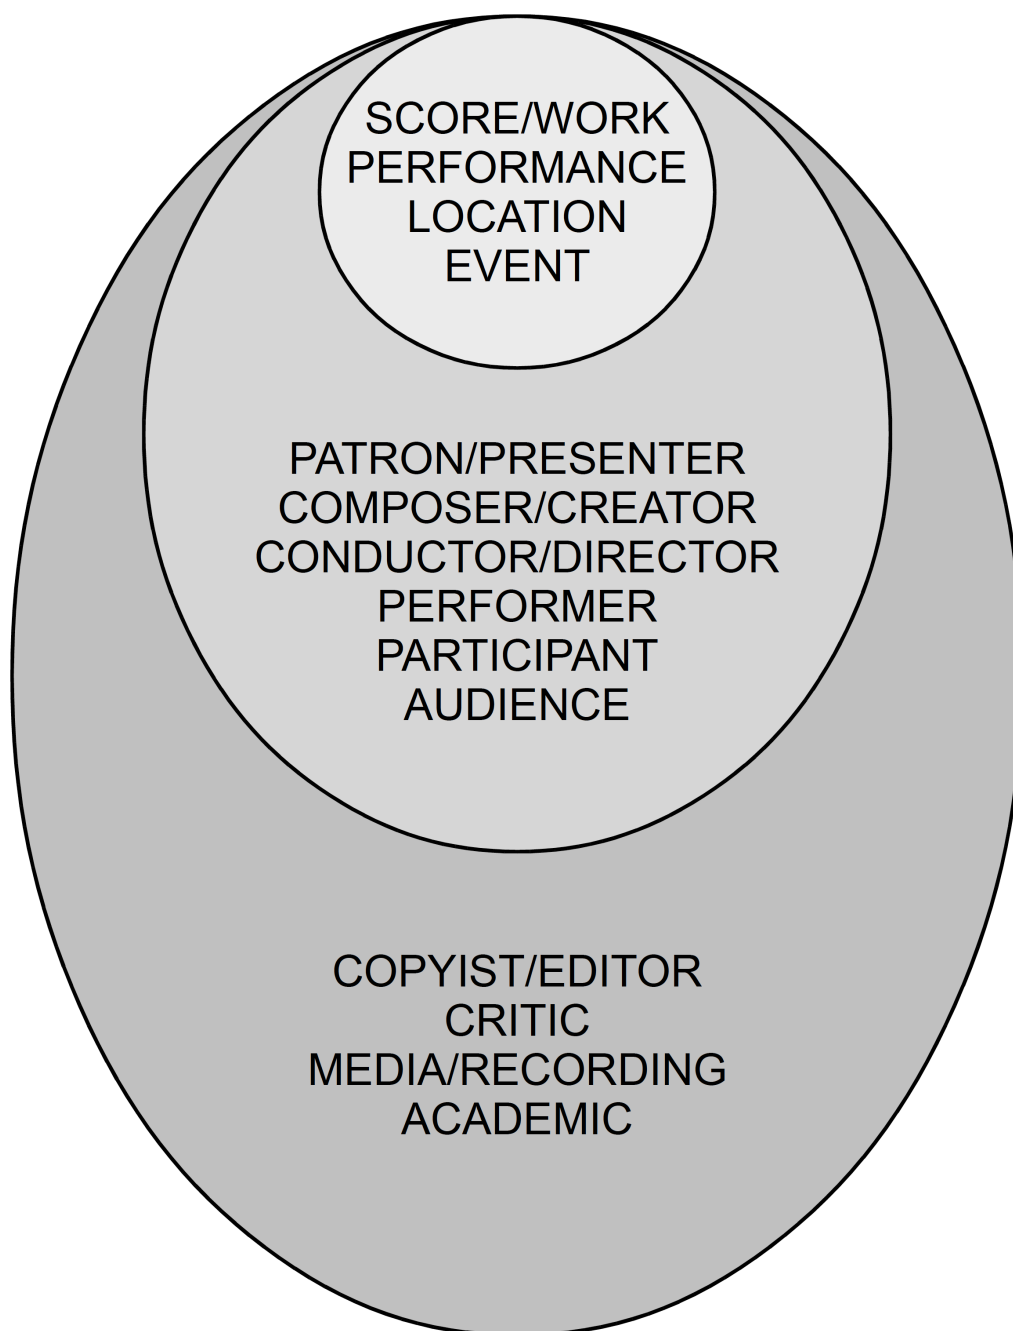 SCORE/WORK
PERFORMANCE
LOCATION
EVENT
PATRON/PRESENTER
COMPOSER/CREATOR
CONDUCTOR/DIRECTOR
PERFORMER
PARTICIPANT
AUDIENCE
COPYIST/EDITOR
CRITIC
MEDIA/RECORDING
ACADEMIC